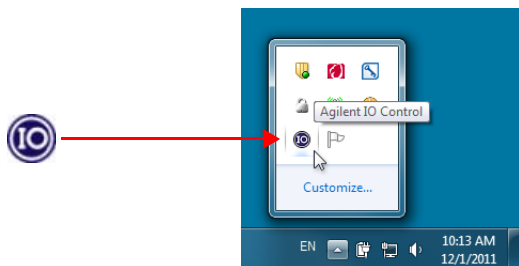 Agilent IO Control
IO
IO
Customize...
EN
10:13 AM
12/1/2011